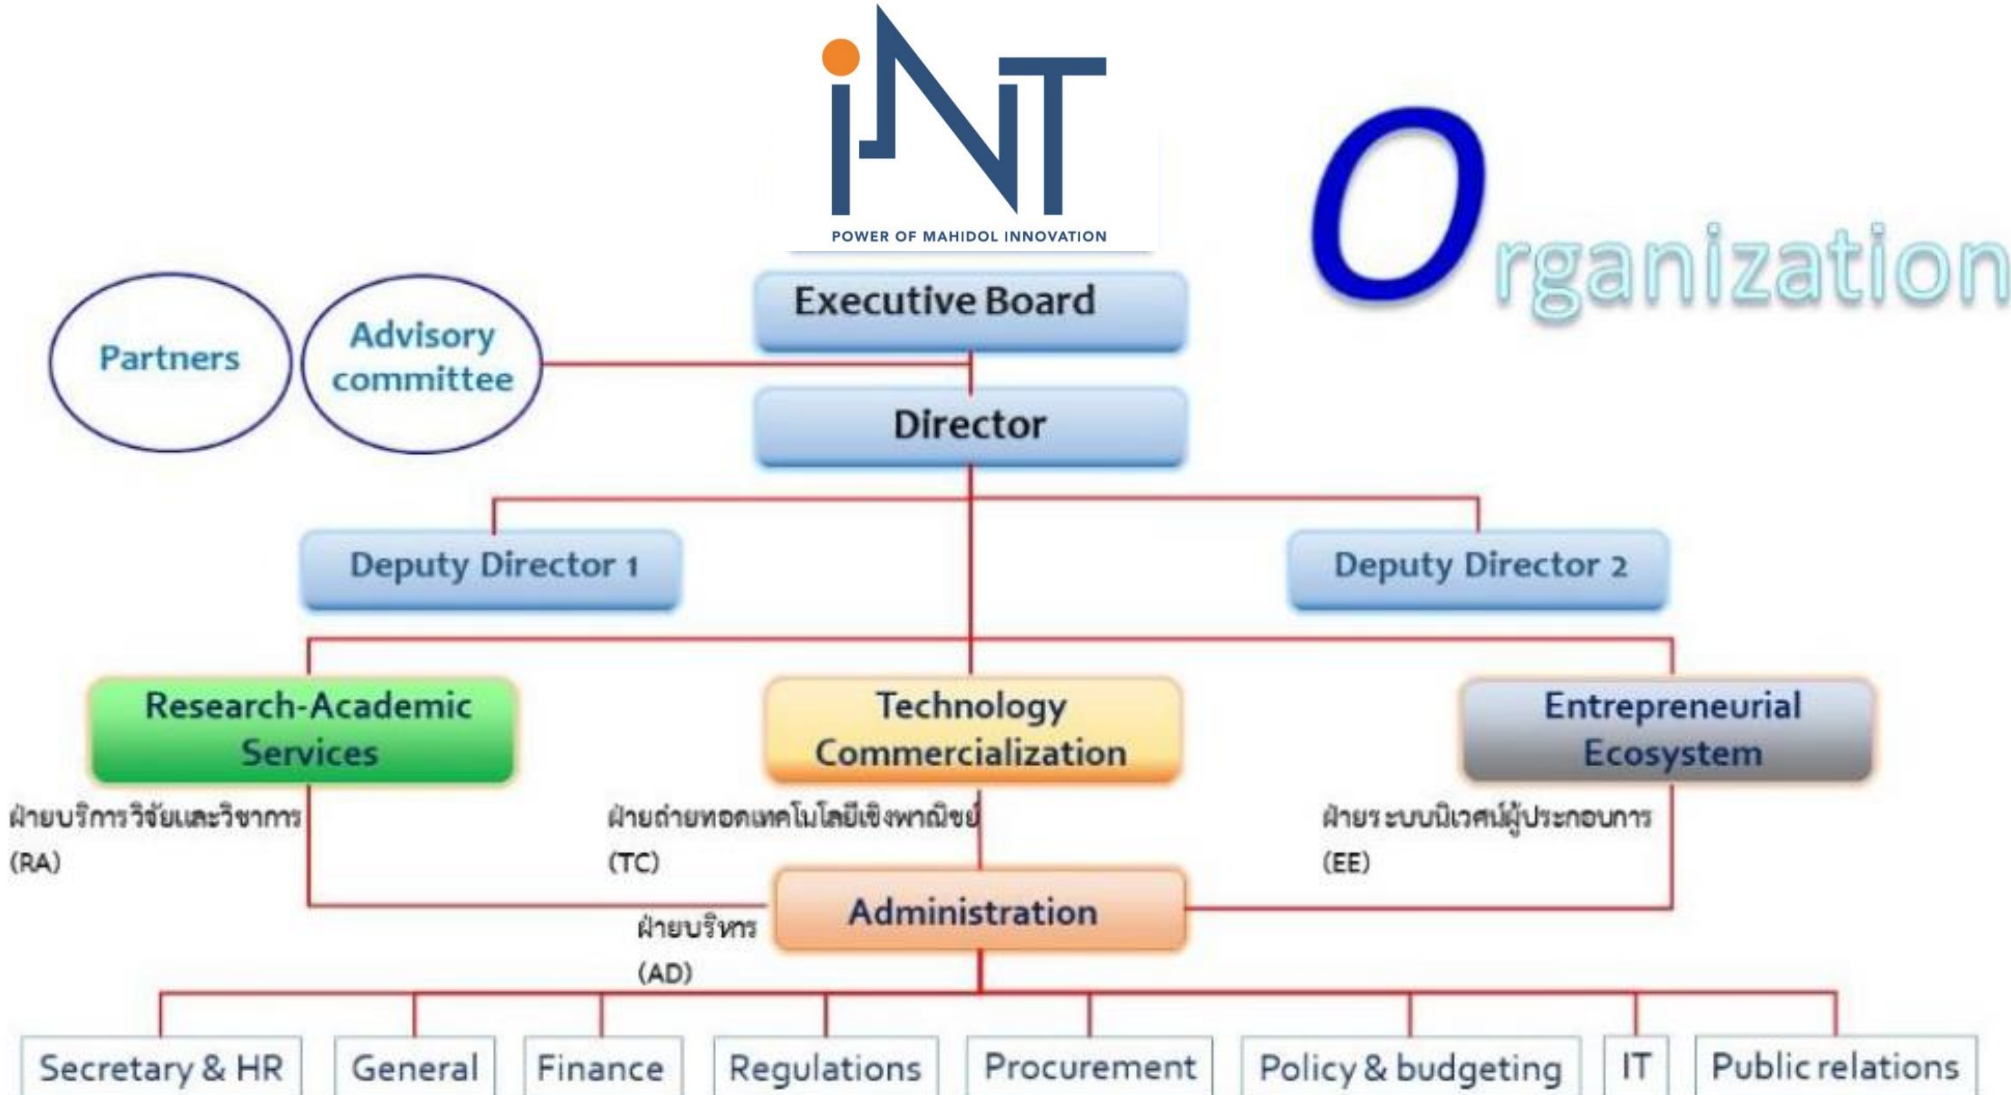 iNT
POWER OF MAHIDOL INNOVATION
Organization
Executive Board
Partners
Advisory
committee
Director
Deputy Director 1
Deputy Director 2
Research-Academic
Services
Technology
Commercialization
Entrepreneurial
Ecosystem
ฝ่ายบริการวิจัยและวิชาการ
(RA)
ฝ่ายถ่ายทอดเทคโนโลยีเชิงพาณิชย์
(TC)
ฝ่ายระบบนิเวศน์ผู้ประกอบการ
(EE)
Administration
ฝ่ายบริหาร
(AD)
Secretary & HR
General
Finance
Regulations
Procurement
Policy & budgeting
IT
Public relations